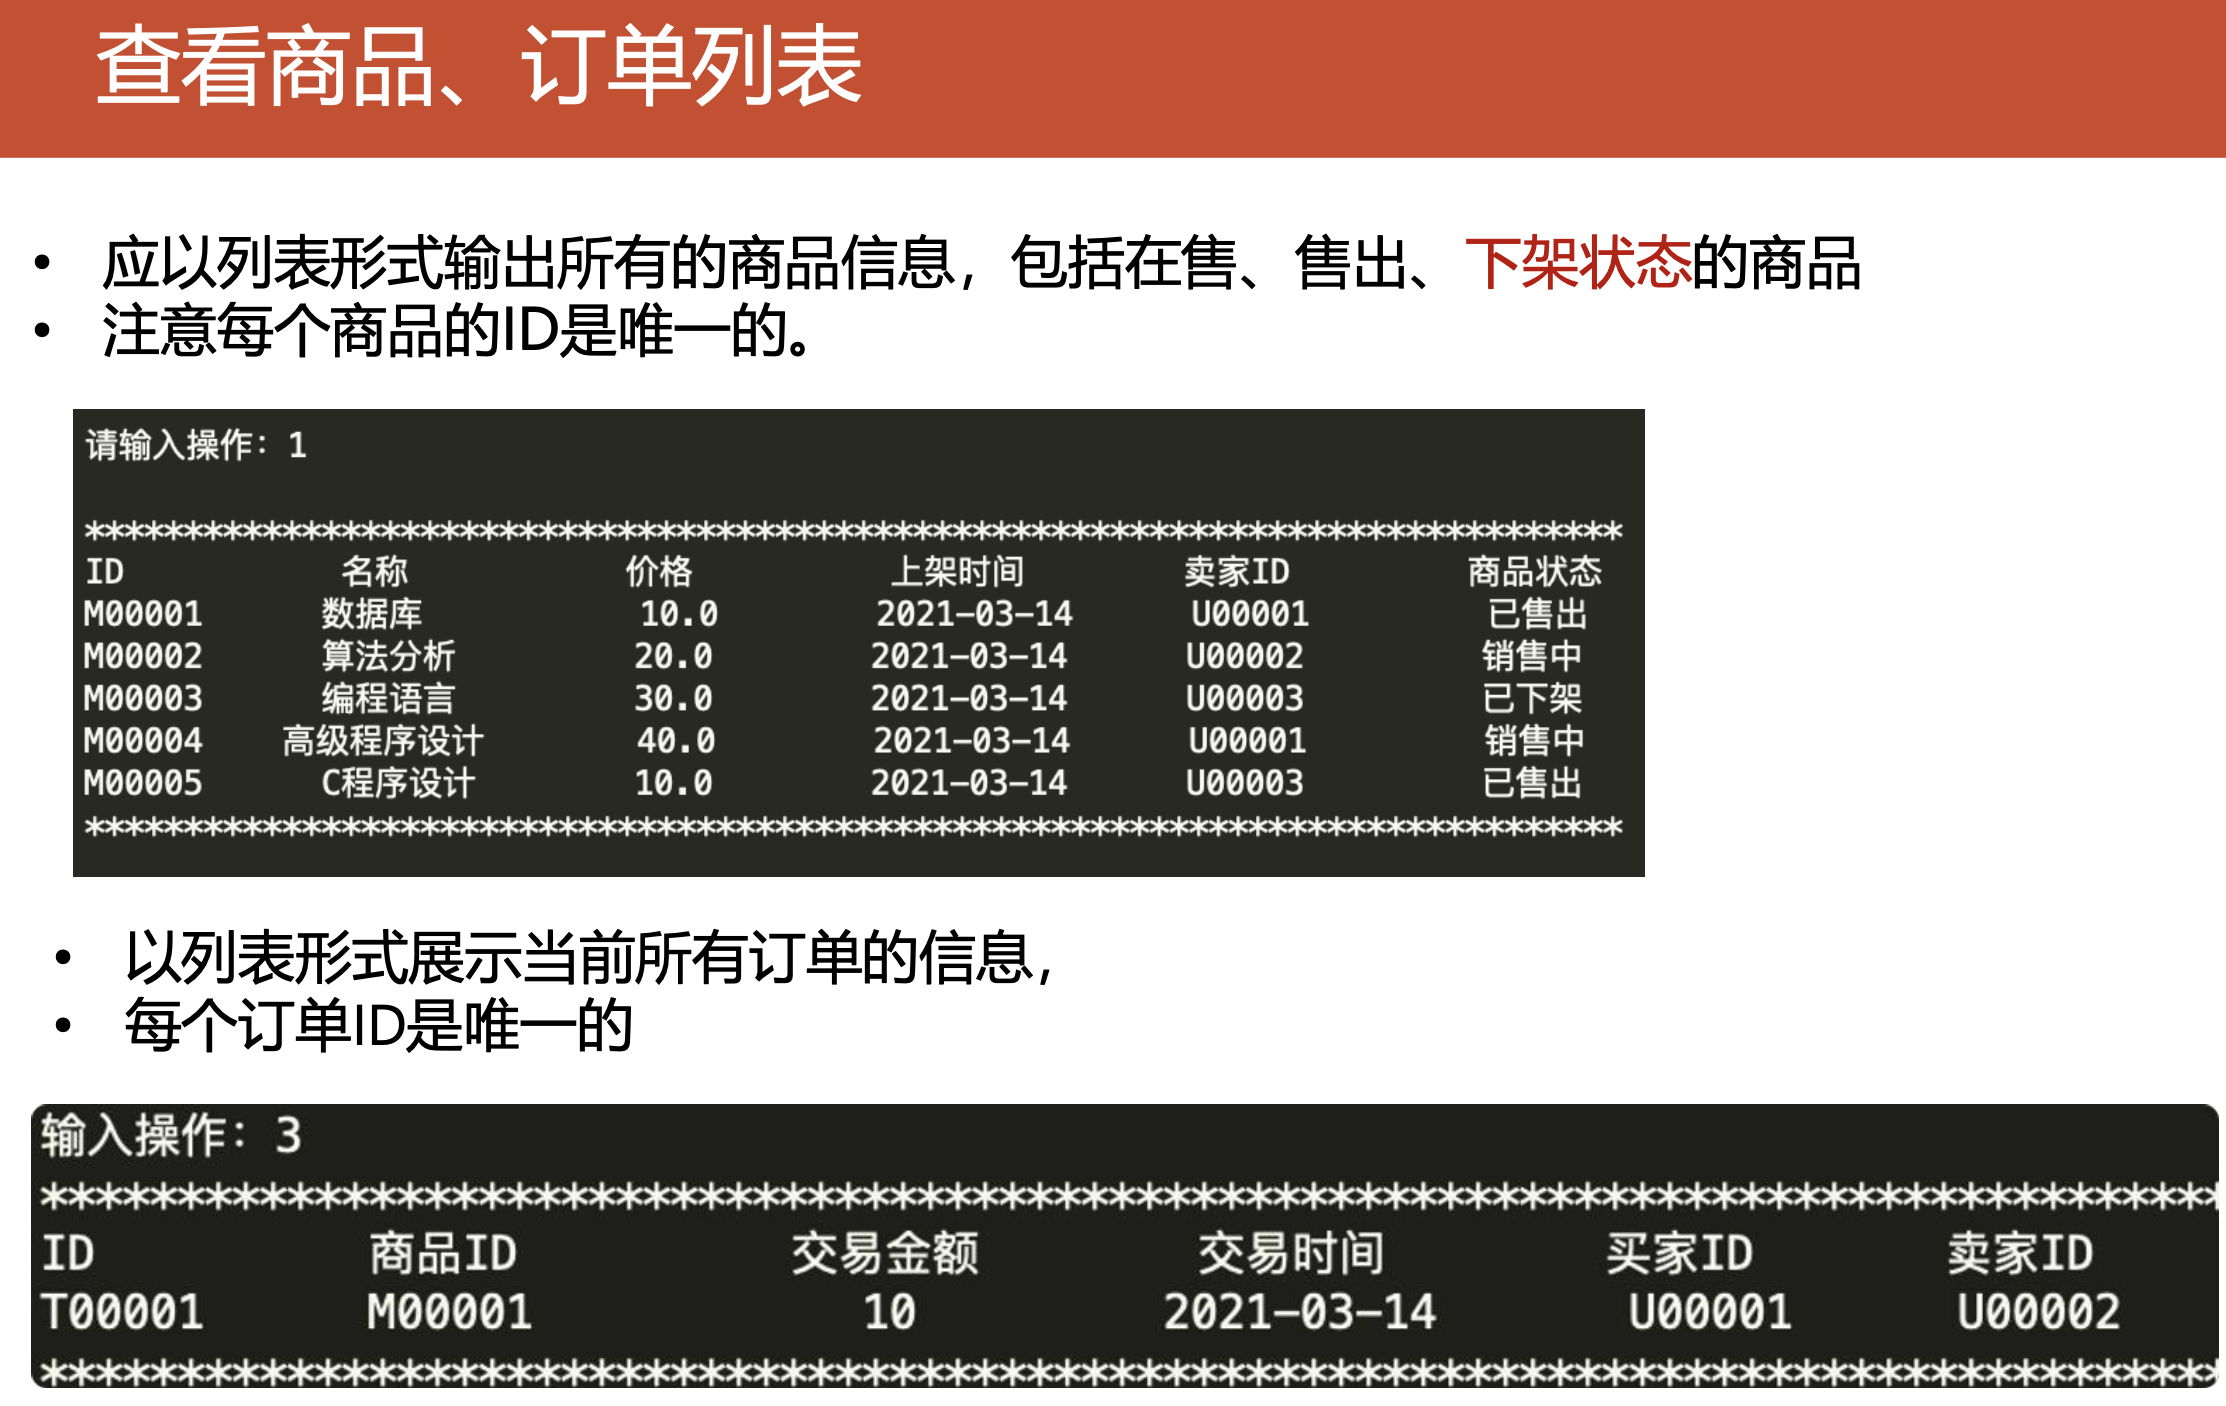 查看商品、订单列表
• 应以列表形式输出所有的商品信息，包括在售、售出、下架状态的商品
• 注意每个商品的ID是唯一的。
请输入操作：1
******************************************************************************
ID 名称 价格 上架时间 卖家ID 商品状态
M00001 数据库 10.0 2021-03-14 U00001 已售出
M00002 算法分析 20.0 2021-03-14 U00002 销售中
M00003 编程语言 30.0 2021-03-14 U00003 已下架
M00004 高级程序设计 40.0 2021-03-14 U00001 销售中
M00005 C程序设计 10.0 2021-03-14 U00003 已售出
******************************************************************************
• 以列表形式展示当前所有订单的信息，
• 每个订单ID是唯一的
输入操作：3
********************************************************************************
ID 商品ID 交易金额 交易时间 买家ID 卖家ID
T00001 M00001 10 2021-03-14 U00001 U00002
********************************************************************************